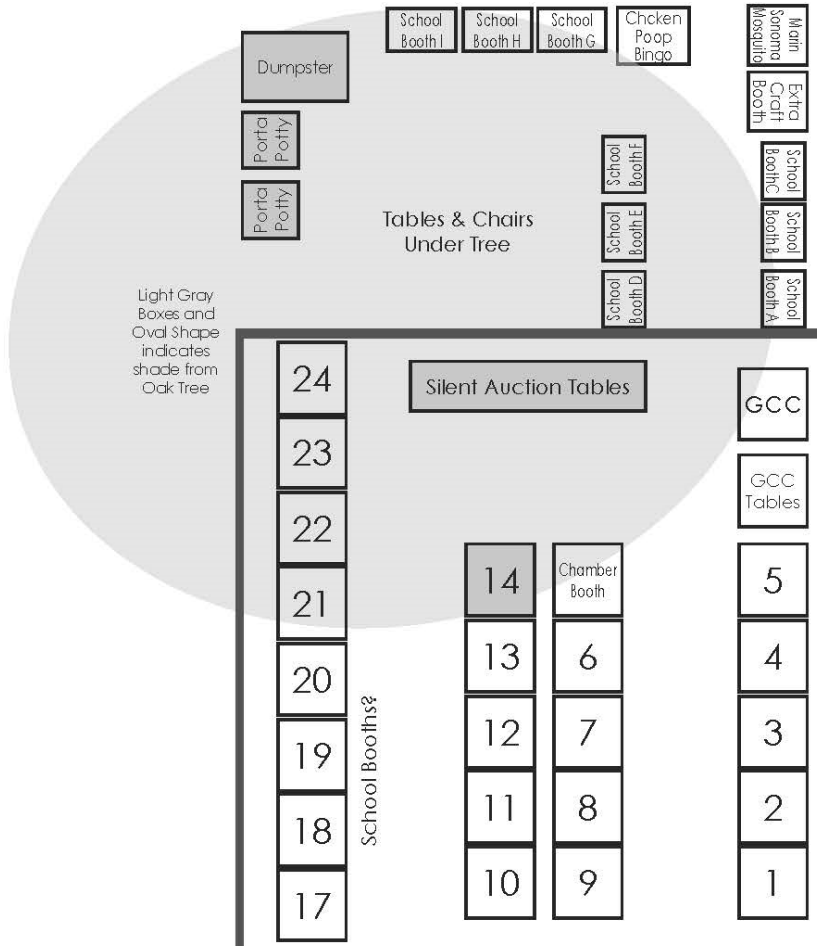 School
Booth I
School
Booth H
School
Booth G
Chcken
Poop
Bingo
Marin
Sonoma
Mosquito
Dumpster
Extra
Craft
Booth
Porta
Potty
Porta
Potty
School
Booth F
School
BoothC
Tables & Chairs
Under Tree
School
Booth E
School
Booth B
School
Booth D
School
Booth A
Light Gray
Boxes and
Oval Shape
indicates
shade from
Oak Tree
24
Silent Auction Tables
GCC
23
GCC
Tables
22
14
Chamber
Booth
5
21
13
6
4
20
School Booths?
12
7
3
19
11
8
2
18
10
9
1
17